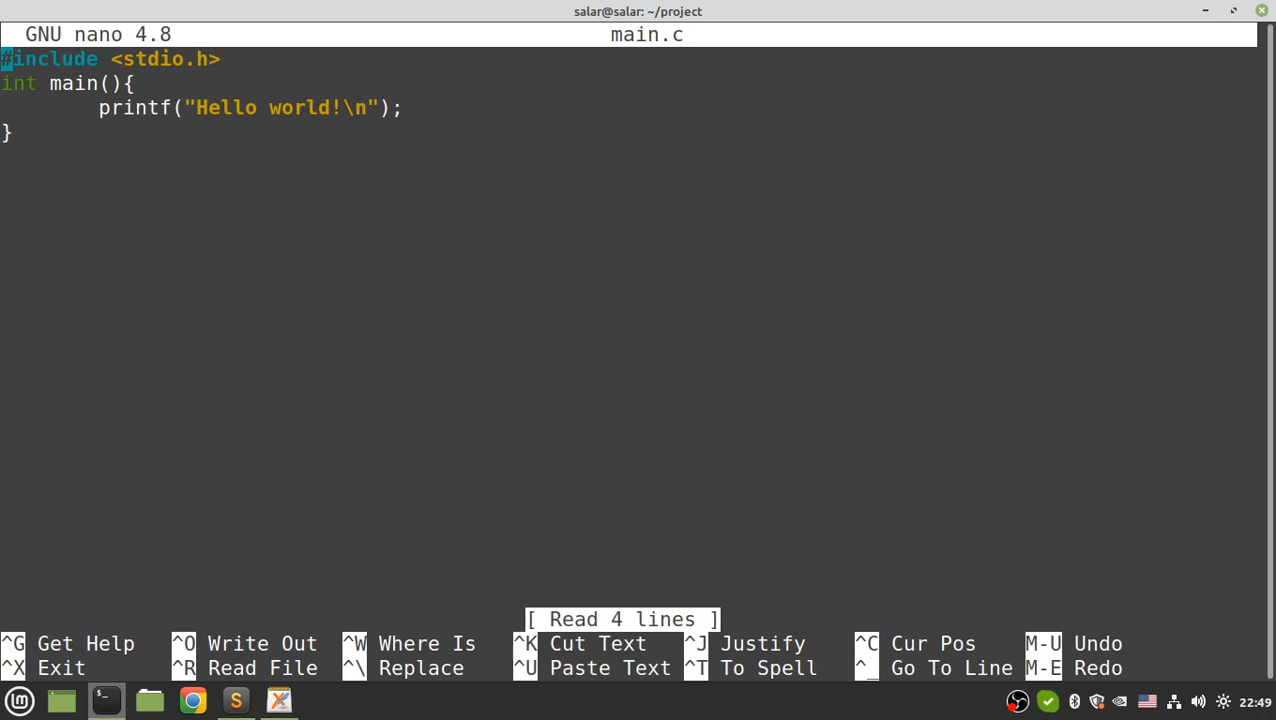 salar@salar: ~/project
GNU nano 4.8 main.c
#include <stdio.h>
int main(){
        printf("Hello world!\n");
}
[ Read 4 lines ]
^G Get Help ^O Write Out ^W Where Is ^K Cut Text ^J Justify ^C Cur Pos M-U Undo
^X Exit ^R Read File ^\ Replace ^U Paste Text ^T To Spell ^_ Go To Line M-E Redo
22:49